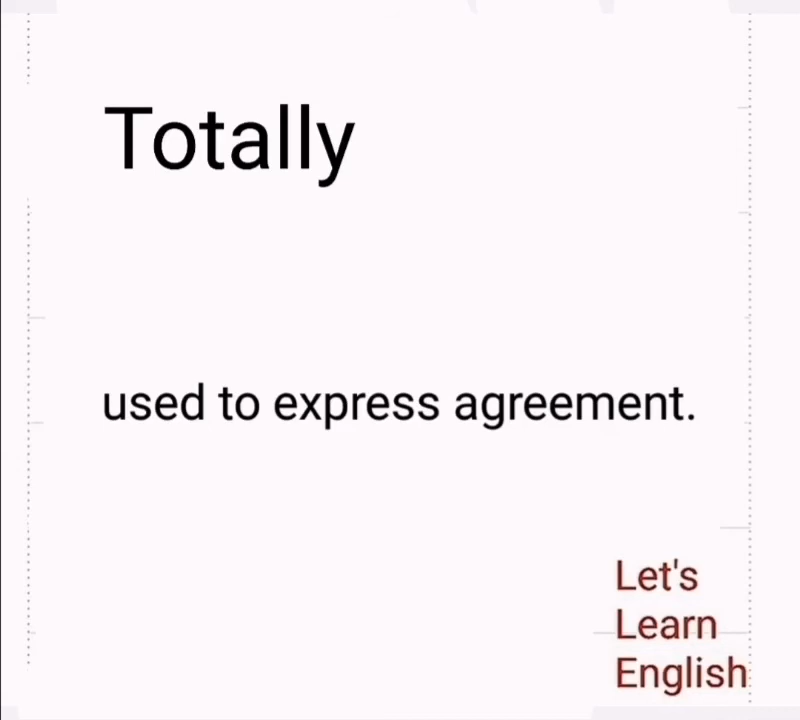 Totally
used to express agreement.
Let's
Learn
English